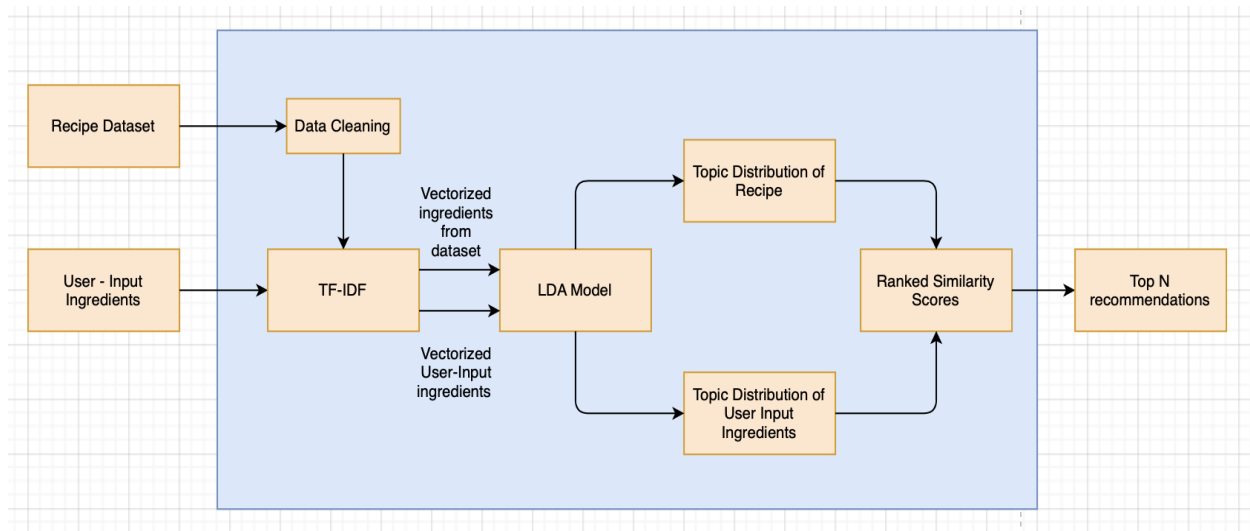 Recipe Dataset
Data Cleaning
Vectorized
ingredients
from
dataset
Topic Distribution of
Recipe
User - Input
Ingredients
TF-IDF
LDA Model
Ranked Similarity
Scores
Top N
recommendations
Vectorized
User-Input
ingredients
Topic Distribution of
User Input
Ingredients